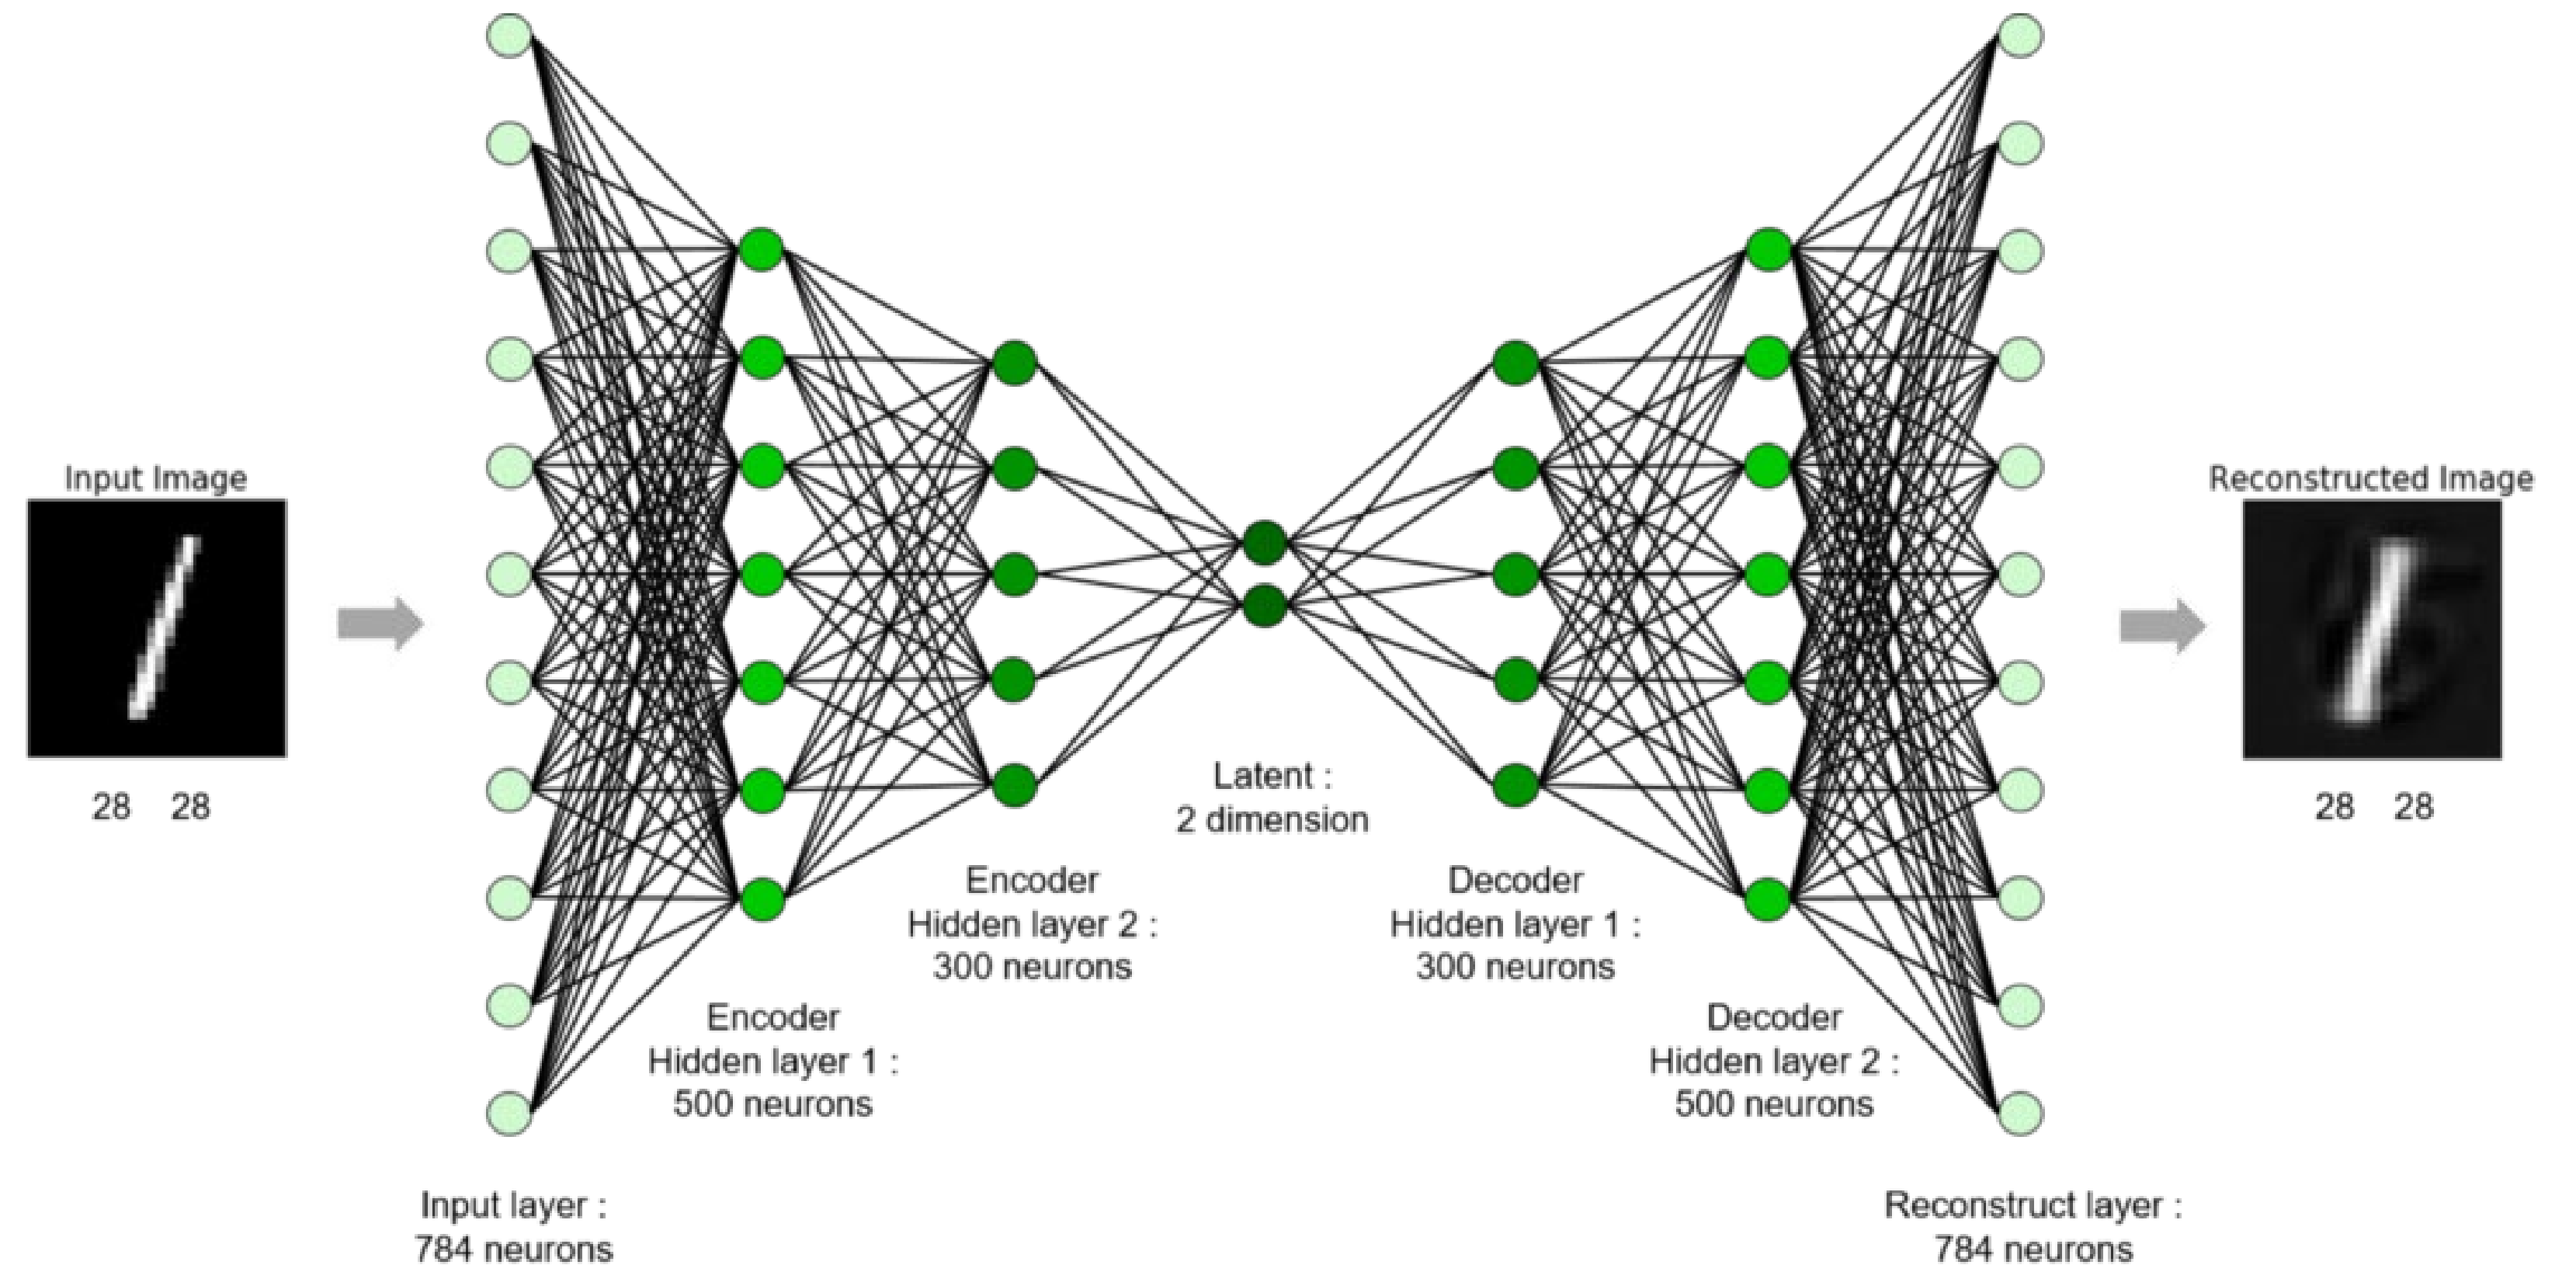 Input Image
28 28
Input layer :
784 neurons
Encoder
Hidden layer 1 :
500 neurons
Encoder
Hidden layer 2 :
300 neurons
Latent :
2 dimension
Decoder
Hidden layer 1 :
300 neurons
Decoder
Hidden layer 2 :
500 neurons
Reconstruct layer :
784 neurons
Reconstructed Image
28 28